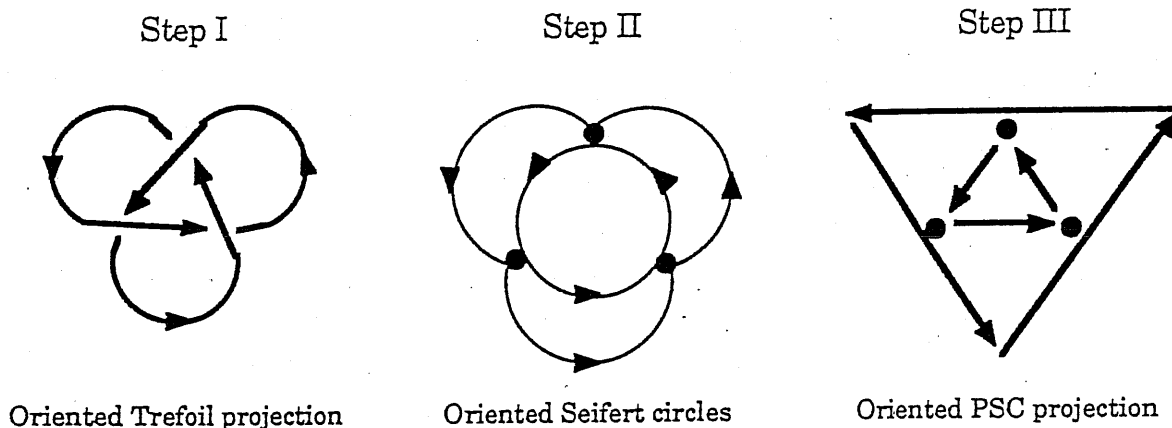 Step I
Step II
Step III
Oriented Trefoil projection
Oriented Seifert circles
Oriented PSC projection